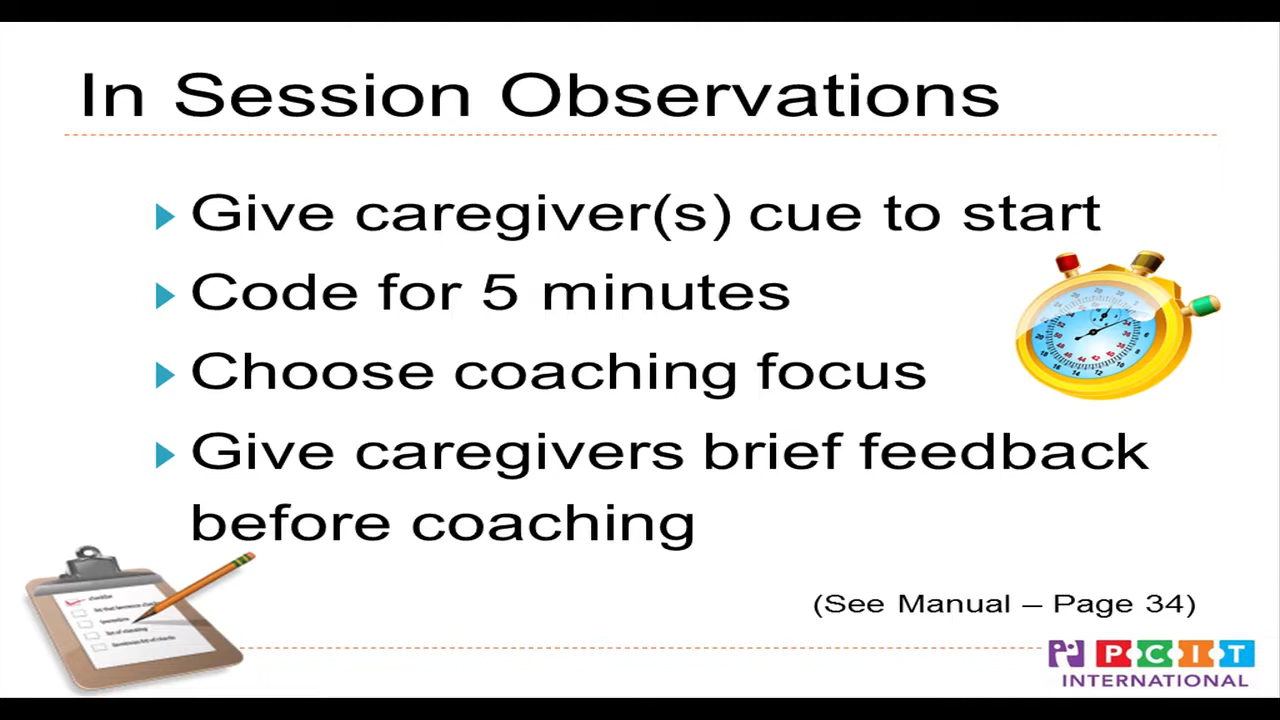 In Session Observations
Give caregiver(s) cue to start
Code for 5 minutes
Choose coaching focus
Give caregivers brief feedback
before coaching
(See Manual – Page 34)
checklist
PCIT
INTERNATIONAL